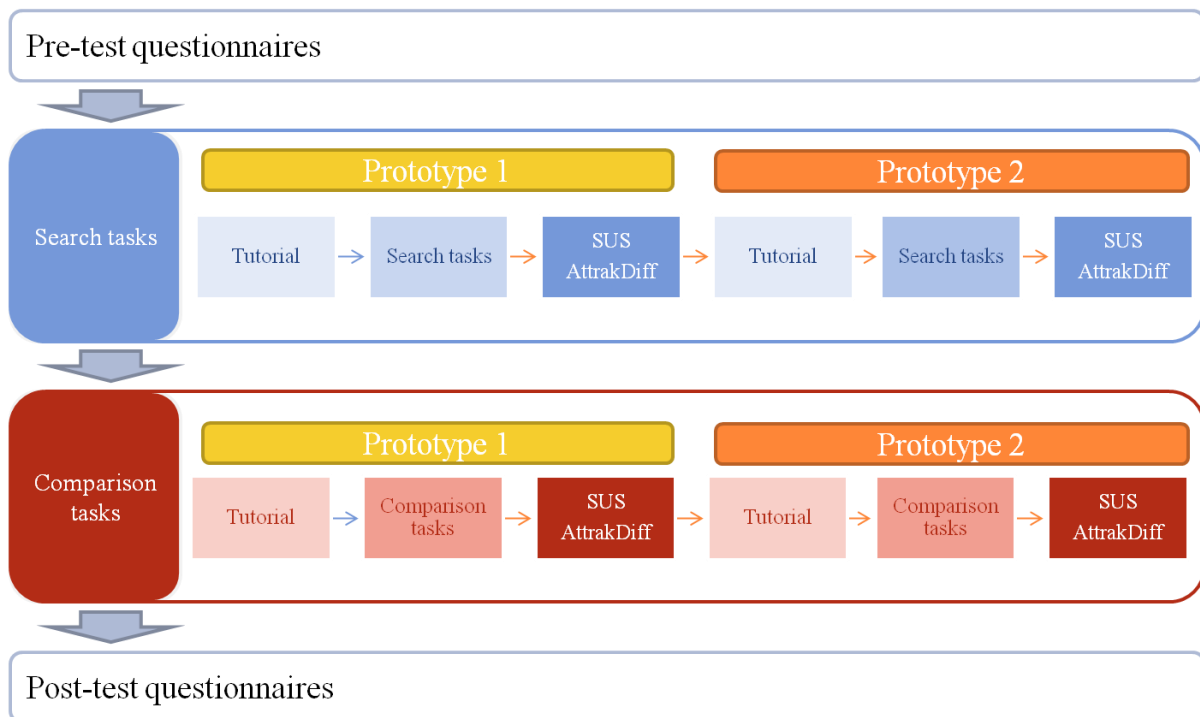 Pre-test questionnaires
Search tasks
Prototype 1
Prototype 2
Tutorial
Search tasks
SUS
AttrakDiff
Tutorial
Search tasks
SUS
AttrakDiff
Comparison
tasks
Prototype 1
Prototype 2
Tutorial
Comparison
tasks
SUS
AttrakDiff
Tutorial
Comparison
tasks
SUS
AttrakDiff
Post-test questionnaires